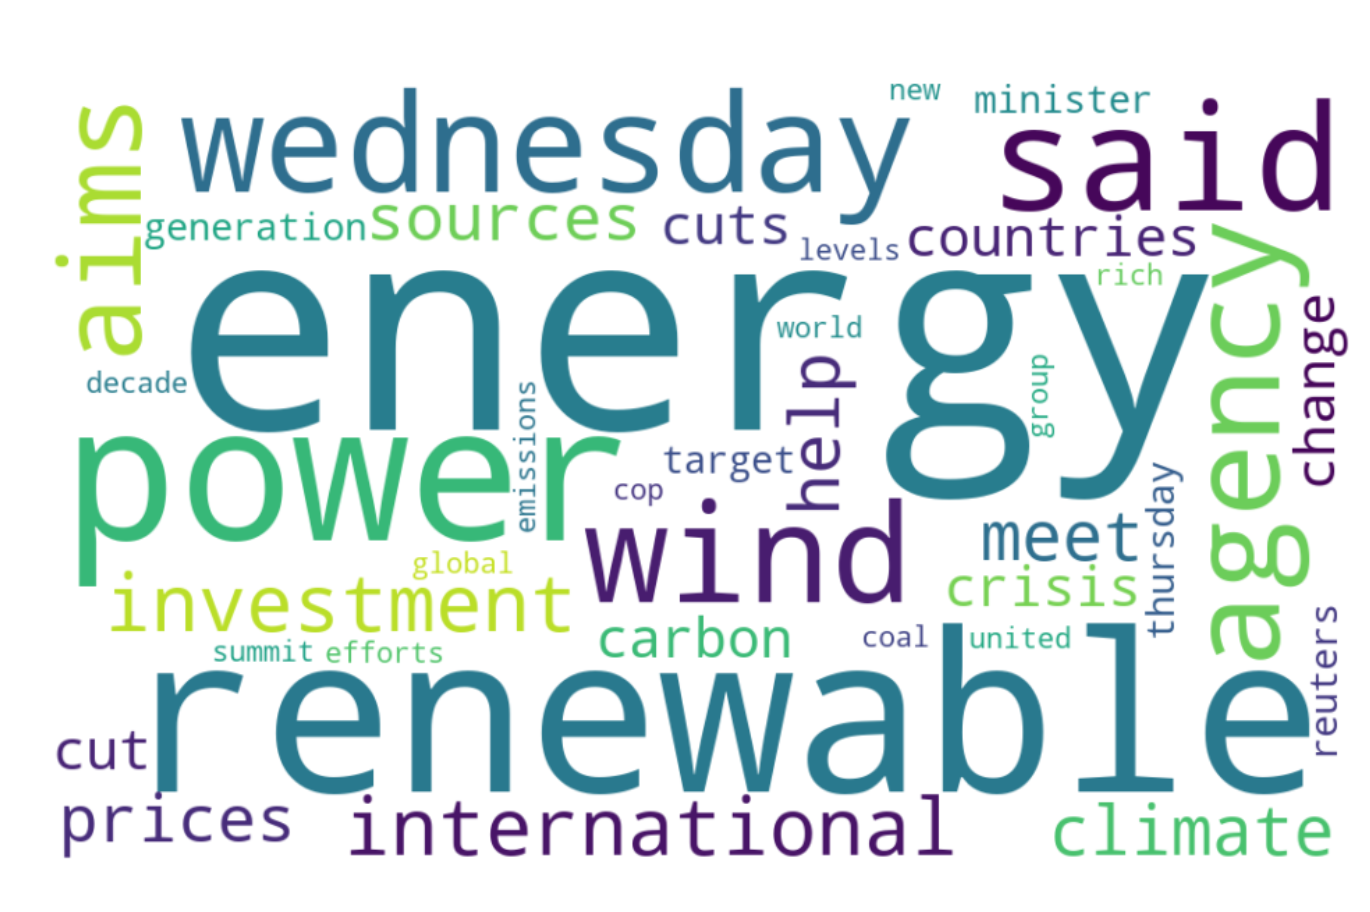 new
minister
wednesday
said
aims
generation
sources
cuts
levels
countries
energy
rich
agency
change
world
decade
help
group
emissions
power
target
cop
wind
meet
thursday
global
crisis
investment
carbon
coal
united
summit
efforts
renewable
reuters
cut
prices
international
climate